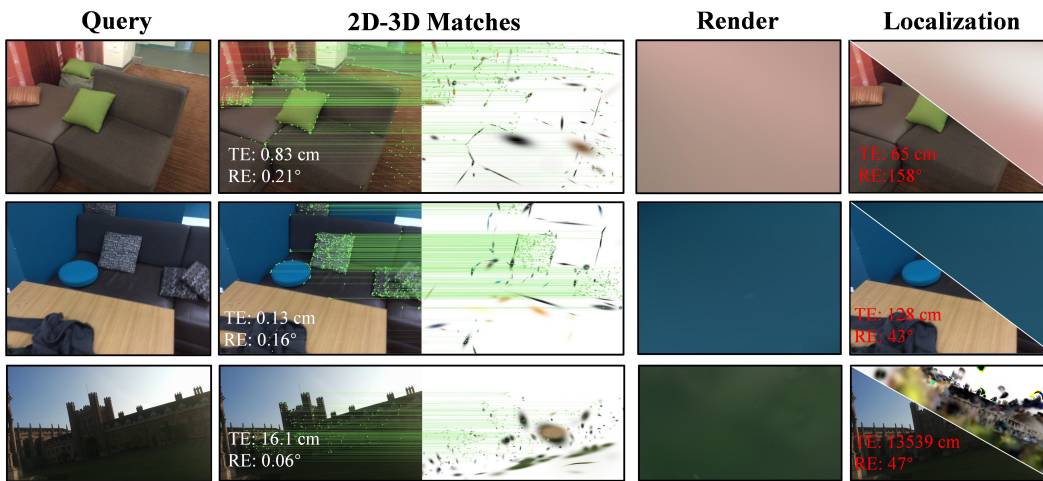 Query 2D-3D Matches Render Localization
TE: 0.83 cm
RE: 0.21°
TE: 65 cm
RE:158°
TE: 0.13 cm
RE: 0.16°
TE: 128 cm
RE: 43°
TE: 16.1 cm
RE: 0.06°
TE: 13539 cm
RE: 47°